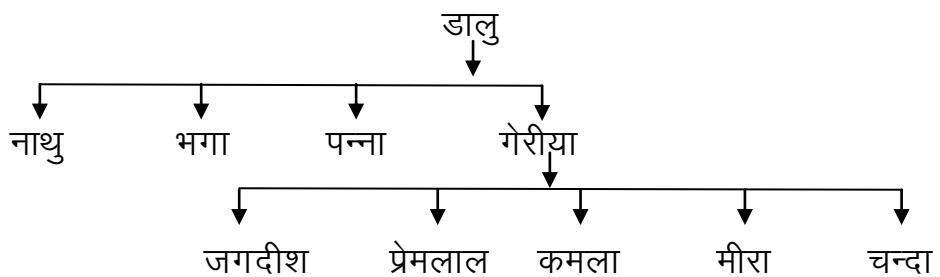 डालु
नाथु भगा पन्ना गेरीया
जगदीश प्रेमलाल कमला मीरा चन्दा